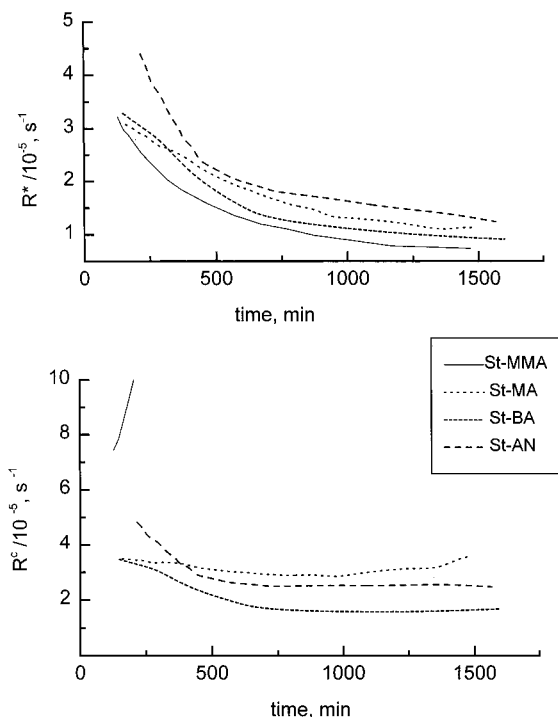 5
4
3
2
1
R* /10⁻⁵, s⁻¹
0
500
1000
1500
time, min
10
8
6
4
2
Rᶜ /10⁻⁵, s⁻¹
St-MMA
St-MA
St-BA
St-AN
0
500
1000
1500
time, min